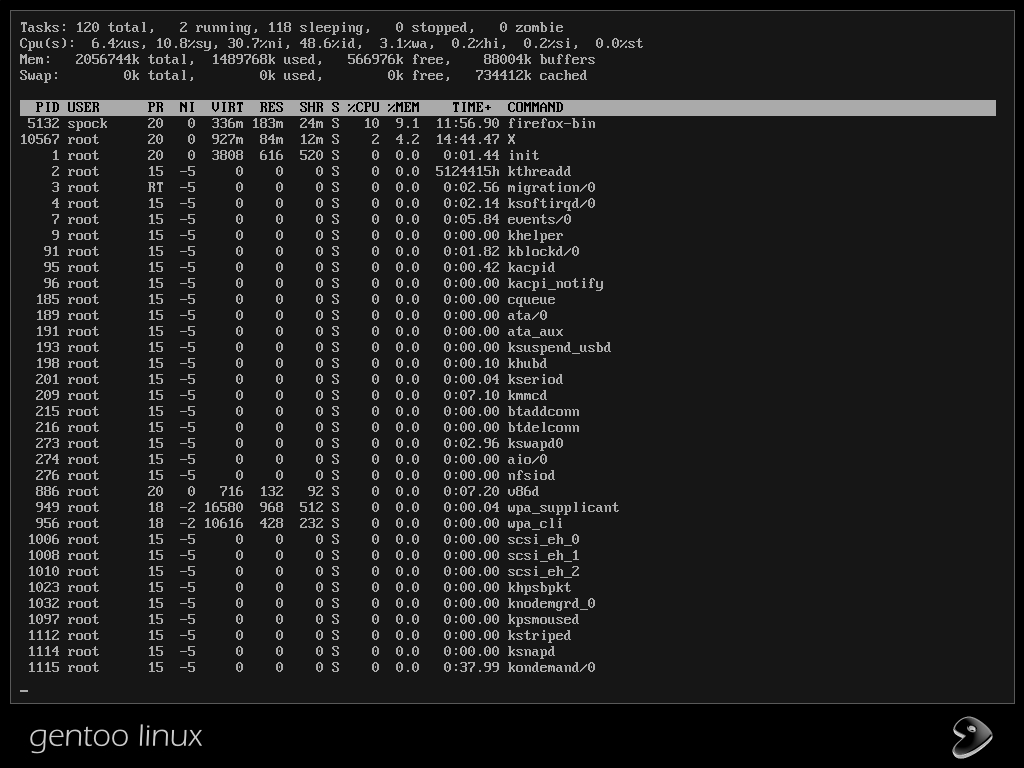 Tasks: 120 total,   2 running, 118 sleeping,   0 stopped,   0 zombie
Cpu(s):  6.4%us, 10.8%sy, 30.7%ni, 48.6%id,  3.1%wa,  0.2%hi,  0.2%si,  0.0%st
Mem:   2056744k total,  1489768k used,   566976k free,    88004k buffers
Swap:        0k total,        0k used,        0k free,   734412k cached
  PID USER      PR  NI  VIRT  RES  SHR S %CPU %MEM    TIME+  COMMAND
 5132 spock     20   0  336m 183m  24m S   10  9.1  11:56.90 firefox-bin
10567 root      20   0  927m  84m  12m S    2  4.2  14:44.47 X
    1 root      20   0  3808  616  520 S    0  0.0   0:01.44 init
    2 root      15  -5     0    0    0 S    0  0.0  5124415h kthreadd
    3 root      RT  -5     0    0    0 S    0  0.0   0:02.56 migration/0
    4 root      15  -5     0    0    0 S    0  0.0   0:02.14 ksoftirqd/0
    7 root      15  -5     0    0    0 S    0  0.0   0:05.84 events/0
    9 root      15  -5     0    0    0 S    0  0.0   0:00.00 khelper
   91 root      15  -5     0    0    0 S    0  0.0   0:01.82 kblockd/0
   95 root      15  -5     0    0    0 S    0  0.0   0:00.42 kacpid
   96 root      15  -5     0    0    0 S    0  0.0   0:00.00 kacpi_notify
  185 root      15  -5     0    0    0 S    0  0.0   0:00.00 cqueue
  189 root      15  -5     0    0    0 S    0  0.0   0:00.00 ata/0
  191 root      15  -5     0    0    0 S    0  0.0   0:00.00 ata_aux
  193 root      15  -5     0    0    0 S    0  0.0   0:00.00 ksuspend_usbd
  198 root      15  -5     0    0    0 S    0  0.0   0:00.10 khubd
  201 root      15  -5     0    0    0 S    0  0.0   0:00.04 kseriod
  209 root      15  -5     0    0    0 S    0  0.0   0:07.10 kmmcd
  215 root      15  -5     0    0    0 S    0  0.0   0:00.00 btaddconn
  216 root      15  -5     0    0    0 S    0  0.0   0:00.00 btdelconn
  273 root      15  -5     0    0    0 S    0  0.0   0:02.96 kswapd0
  274 root      15  -5     0    0    0 S    0  0.0   0:00.00 aio/0
  276 root      15  -5     0    0    0 S    0  0.0   0:00.00 nfsiod
  886 root      20   0   716  132   92 S    0  0.0   0:07.20 v86d
  949 root      18  -2 16580  968  512 S    0  0.0   0:00.04 wpa_supplicant
  956 root      18  -2 10616  428  232 S    0  0.0   0:00.00 wpa_cli
 1006 root      15  -5     0    0    0 S    0  0.0   0:00.00 scsi_eh_0
 1008 root      15  -5     0    0    0 S    0  0.0   0:00.00 scsi_eh_1
 1010 root      15  -5     0    0    0 S    0  0.0   0:00.00 scsi_eh_2
 1023 root      15  -5     0    0    0 S    0  0.0   0:00.00 khpsbpkt
 1032 root      15  -5     0    0    0 S    0  0.0   0:00.00 knodemgrd_0
 1097 root      15  -5     0    0    0 S    0  0.0   0:00.00 kpsmoused
 1112 root      15  -5     0    0    0 S    0  0.0   0:00.00 kstriped
 1114 root      15  -5     0    0    0 S    0  0.0   0:00.00 ksnapd
 1115 root      15  -5     0    0    0 S    0  0.0   0:37.99 kondemand/0
gentoo linux